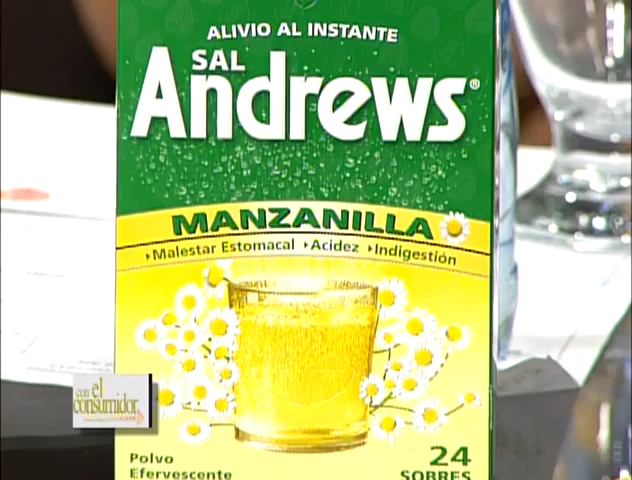 ALIVIO AL INSTANTE
SAL
Andrews®
MANZANILLA
Malestar Estomacal Acidez Indigestión
con el
consumidor
Polvo
Efervescente
24
SOBRES